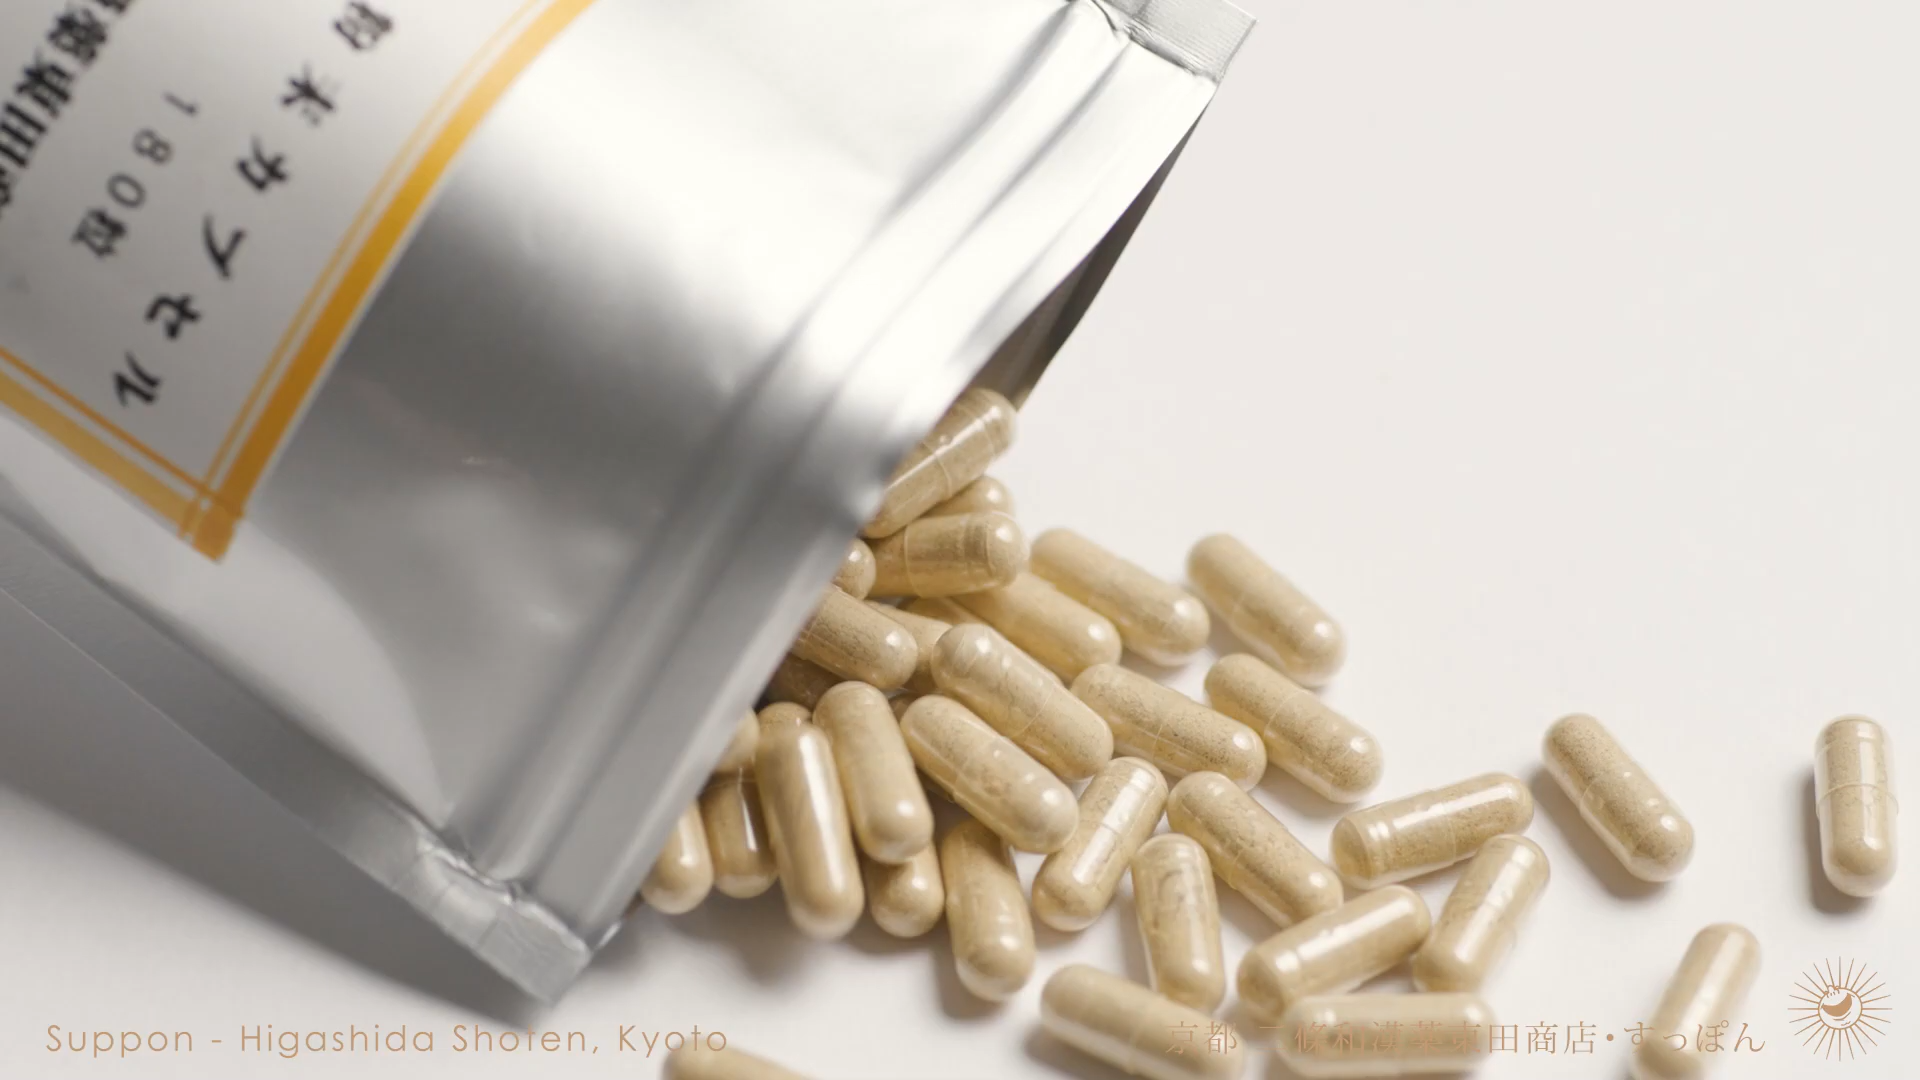 粉末カプセル
180粒
Suppon - Higashida Shoten, Kyoto
京都 二條和漢薬東田商店・すっぽん